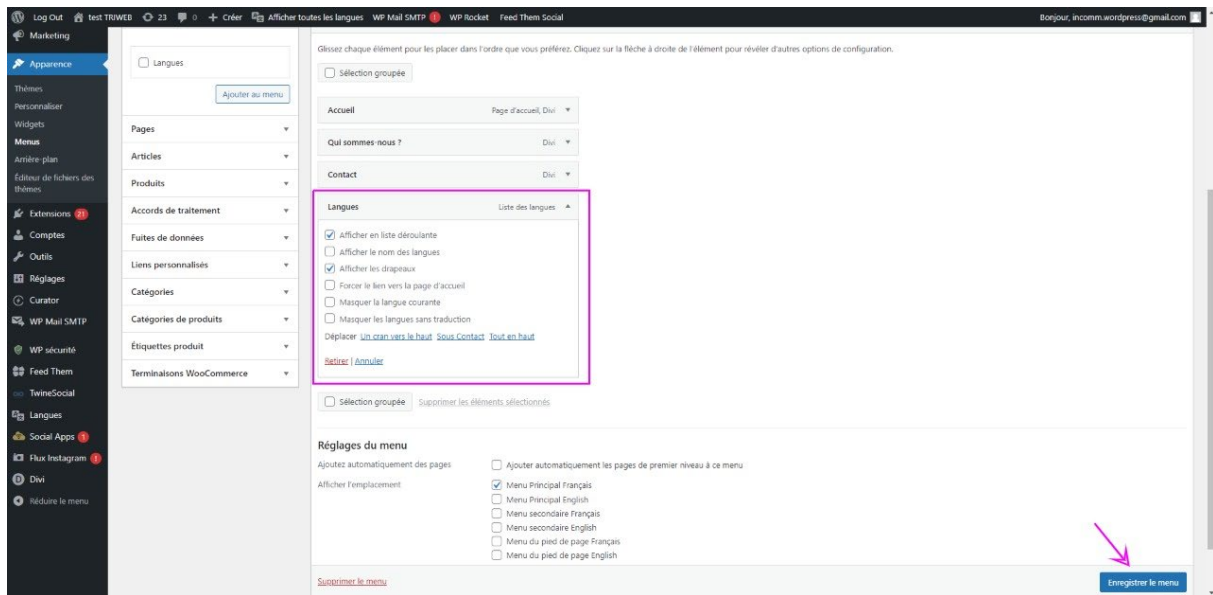 Log Out test TRIWEB 23 0 + Créer Afficher toutes les langues WP Mail SMTP WP Rocket Feed Them Social Bonjour, incomm.wordpress@gmail.com
Marketing
Apparence
Thèmes
Personnaliser
Widgets
Menus
Arrière-plan
Éditeur de fichiers des
thèmes
Extensions 21
Comptes
Outils
Réglages
Curator
WP Mail SMTP
WP sécurité
Feed Them
TwineSocial
Langues
Social Apps 1
Flux Instagram 1
Divi
Réduire le menu
Langues
Ajouter au menu
Pages
Articles
Produits
Accords de traitement
Fuites de données
Liens personnalisés
Catégories
Catégories de produits
Étiquettes produit
Terminaisons WooCommerce
Glissez chaque élément pour les placer dans l'ordre que vous préférez. Cliquez sur la flèche à droite de l'élément pour révéler d'autres options de configuration.
Sélection groupée
Accueil Page d'accueil, Divi
Qui sommes-nous ? Divi
Contact Divi
Langues Liste des langues
Afficher en liste déroulante
Afficher le nom des langues
Afficher les drapeaux
Forcer le lien vers la page d'accueil
Masquer la langue courante
Masquer les langues sans traduction
Déplacer Un cran vers le haut Sous Contact Tout en haut
Retirer | Annuler
Sélection groupée Supprimer les éléments sélectionnés
Réglages du menu
Ajoutez automatiquement des pages Ajouter automatiquement les pages de premier niveau à ce menu
Afficher l'emplacement Menu Principal Français
Menu Principal English
Menu secondaire Français
Menu secondaire English
Menu du pied de page Français
Menu du pied de page English
Supprimer le menu Enregistrer le menu